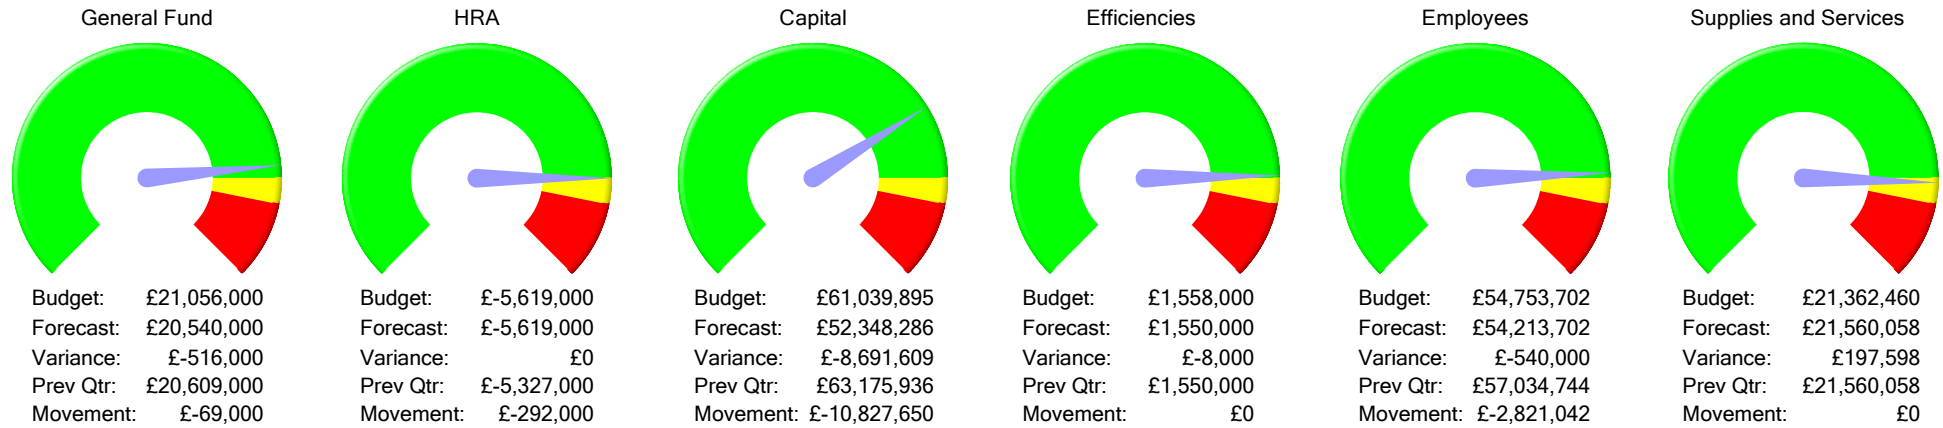 General Fund
Budget: £21,056,000
Forecast: £20,540,000
Variance: £-516,000
Prev Qtr: £20,609,000
Movement: £-69,000
HRA
Budget: £-5,619,000
Forecast: £-5,619,000
Variance: £0
Prev Qtr: £-5,327,000
Movement: £-292,000
Capital
Budget: £61,039,895
Forecast: £52,348,286
Variance: £-8,691,609
Prev Qtr: £63,175,936
Movement: £-10,827,650
Efficiencies
Budget: £1,558,000
Forecast: £1,550,000
Variance: £-8,000
Prev Qtr: £1,550,000
Movement: £0
Employees
Budget: £54,753,702
Forecast: £54,213,702
Variance: £-540,000
Prev Qtr: £57,034,744
Movement: £-2,821,042
Supplies and Services
Budget: £21,362,460
Forecast: £21,560,058
Variance: £197,598
Prev Qtr: £21,560,058
Movement: £0